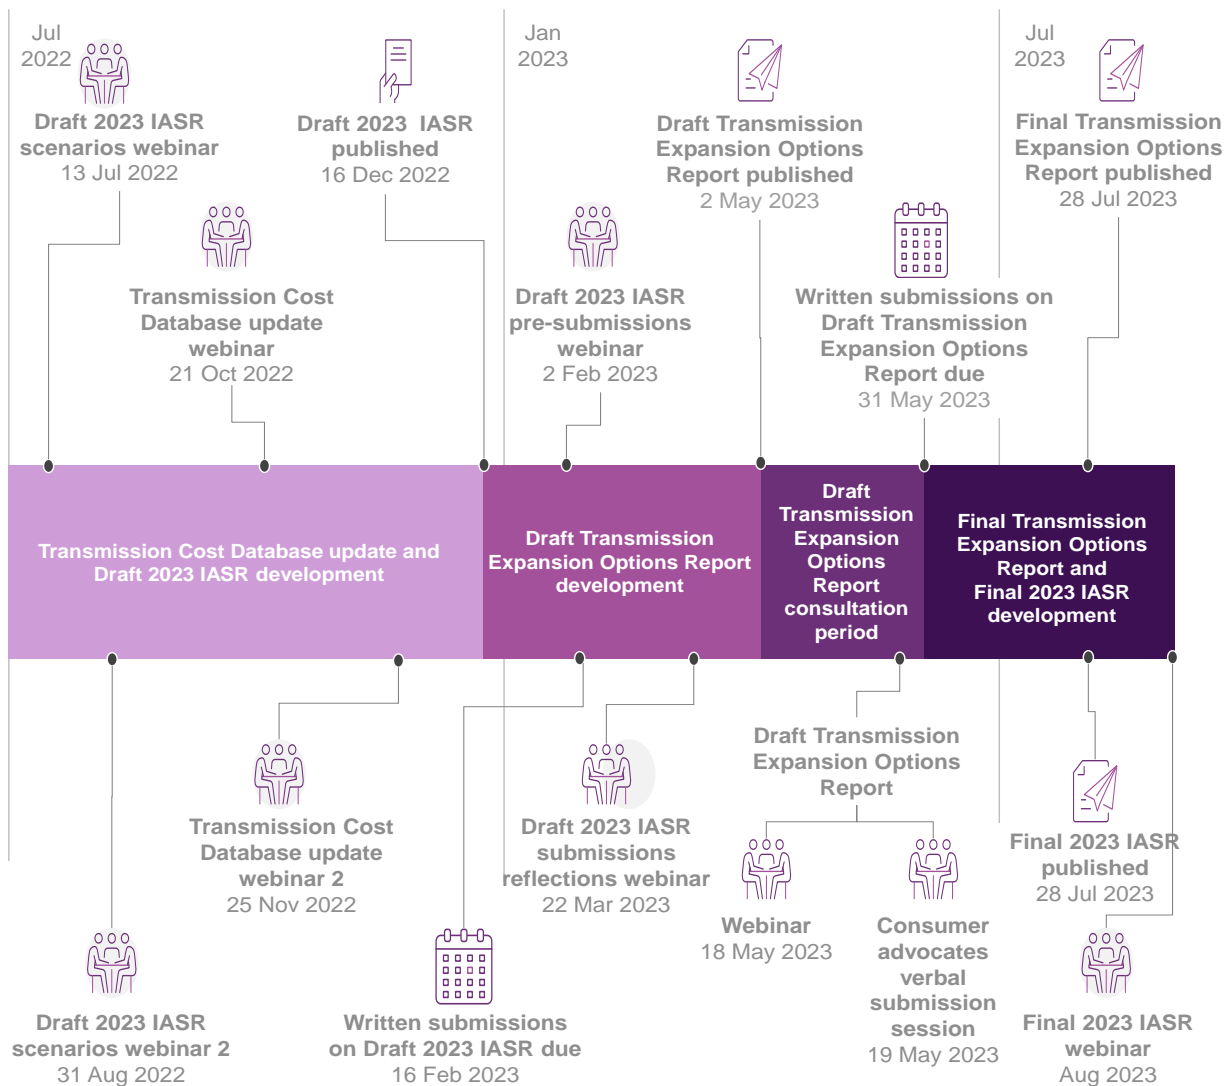 Jul
2022
Jan
2023
Jul
2023
Draft 2023 IASR
scenarios webinar
13 Jul 2022
Draft 2023 IASR
published
16 Dec 2022
Draft Transmission
Expansion Options
Report published
2 May 2023
Final Transmission
Expansion Options
Report published
28 Jul 2023
Transmission Cost
Database update
webinar
21 Oct 2022
Draft 2023 IASR
pre-submissions
webinar
2 Feb 2023
Written submissions on
Draft Transmission
Expansion Options
Report due
31 May 2023
Transmission Cost Database update and
Draft 2023 IASR development
Draft Transmission
Expansion Options Report
development
Draft
Transmission
Expansion
Options
Report
consultation
period
Final Transmission
Expansion Options
Report and
Final 2023 IASR
development
Draft Transmission
Expansion Options
Report
Transmission Cost
Database update
webinar 2
25 Nov 2022
Draft 2023 IASR
submissions
reflections webinar
22 Mar 2023
Final 2023 IASR
published
28 Jul 2023
Webinar
18 May 2023
Consumer
advocates
verbal
submission
session
19 May 2023
Draft 2023 IASR
scenarios webinar 2
31 Aug 2022
Written submissions
on Draft 2023 IASR due
16 Feb 2023
Final 2023 IASR
webinar
Aug 2023